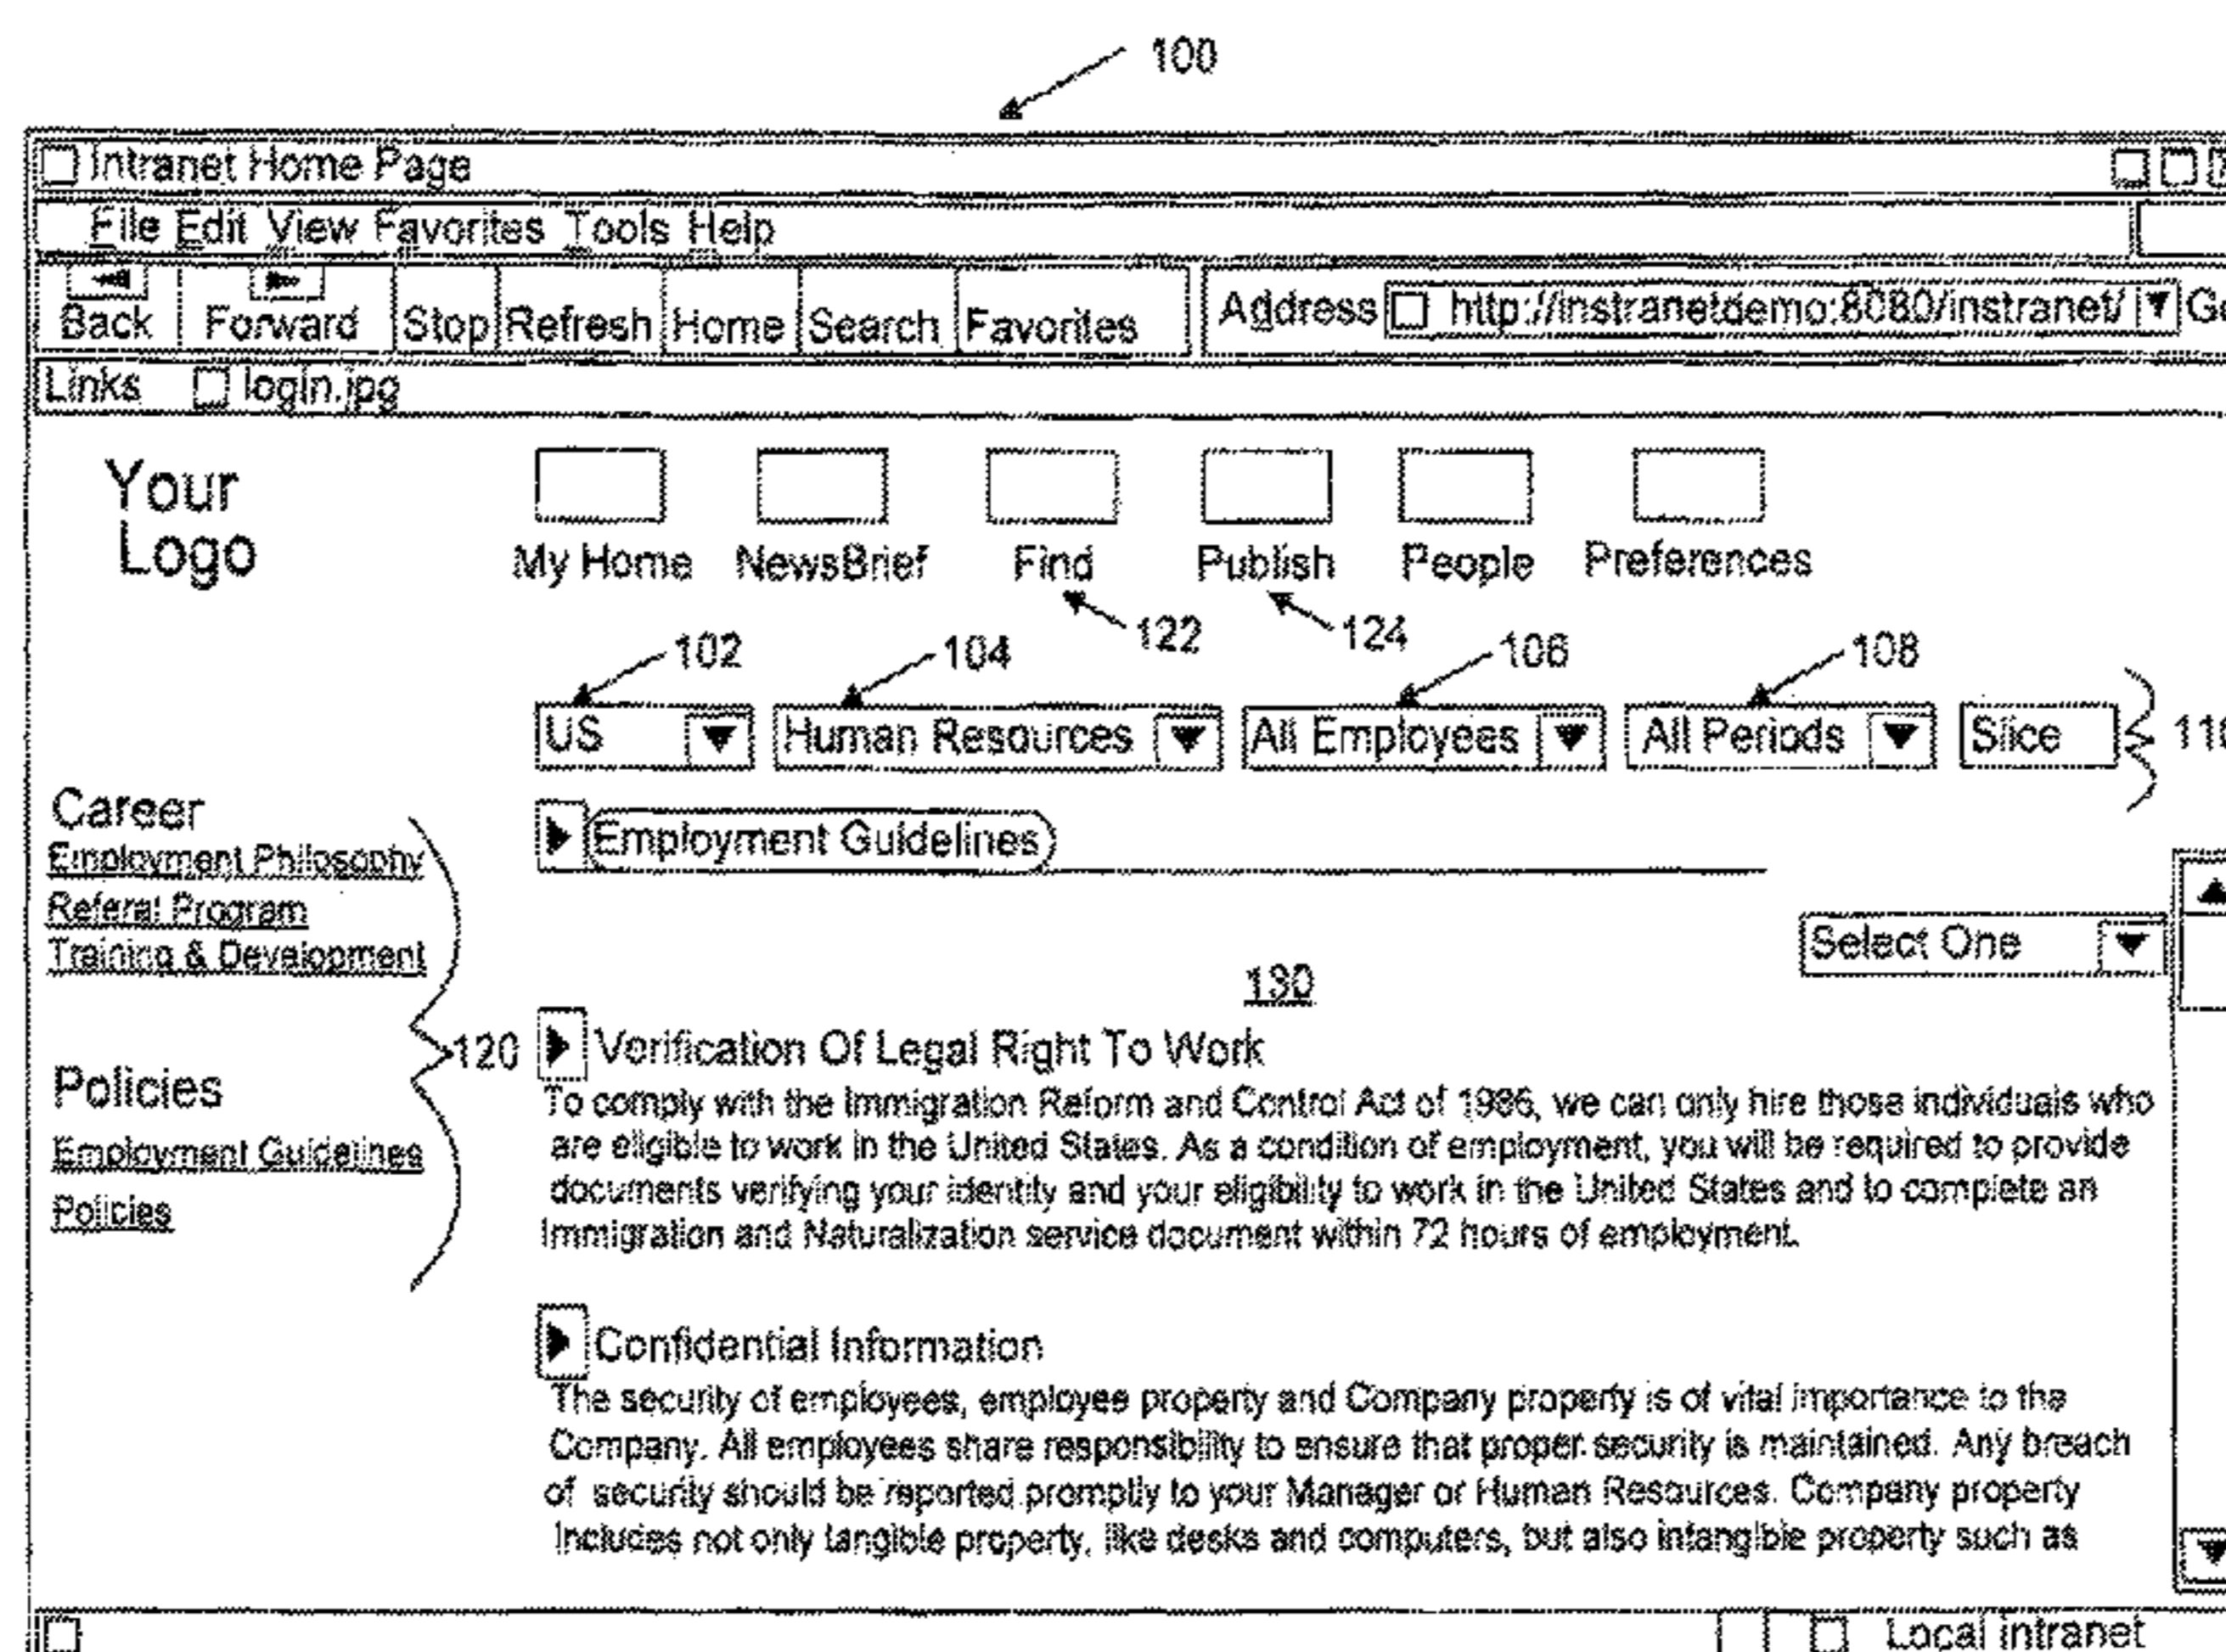 100
Intranet Home Page
File Edit View Favorites Tools Help
Back Forward Stop Refresh Home Search Favorites Address http://instranetdemo:8080/instranet/
Links login.jpg
Your
Logo
My Home NewsBrief Find Publish People Preferences
122 124
102 104 106 108
US Human Resources All Employees All Periods Slice
Career
Employment Guidelines
Employment Philosophy
Referal Program
Select One
Training & Development
130
120 Verification Of Legal Right To Work
Policies
To comply with the Immigration Reform and Control Act of 1986, we can only hire those individuals who
are eligible to work in the United States. As a condition of employment, you will be required to provide
Employment Guidelines
documents verifying your identity and your eligibility to work in the United States and to complete an
Policies
Immigration and Naturalization service document within 72 hours of employment.
Confidential Information
The security of employees, employee property and Company property is of vital importance to the
Company. All employees share responsibility to ensure that proper security is maintained. Any breach
of security should be reported promptly to your Manager or Human Resources. Company property
Includes not only tangible property, like desks and computers, but also intangible property such as
Local intranet